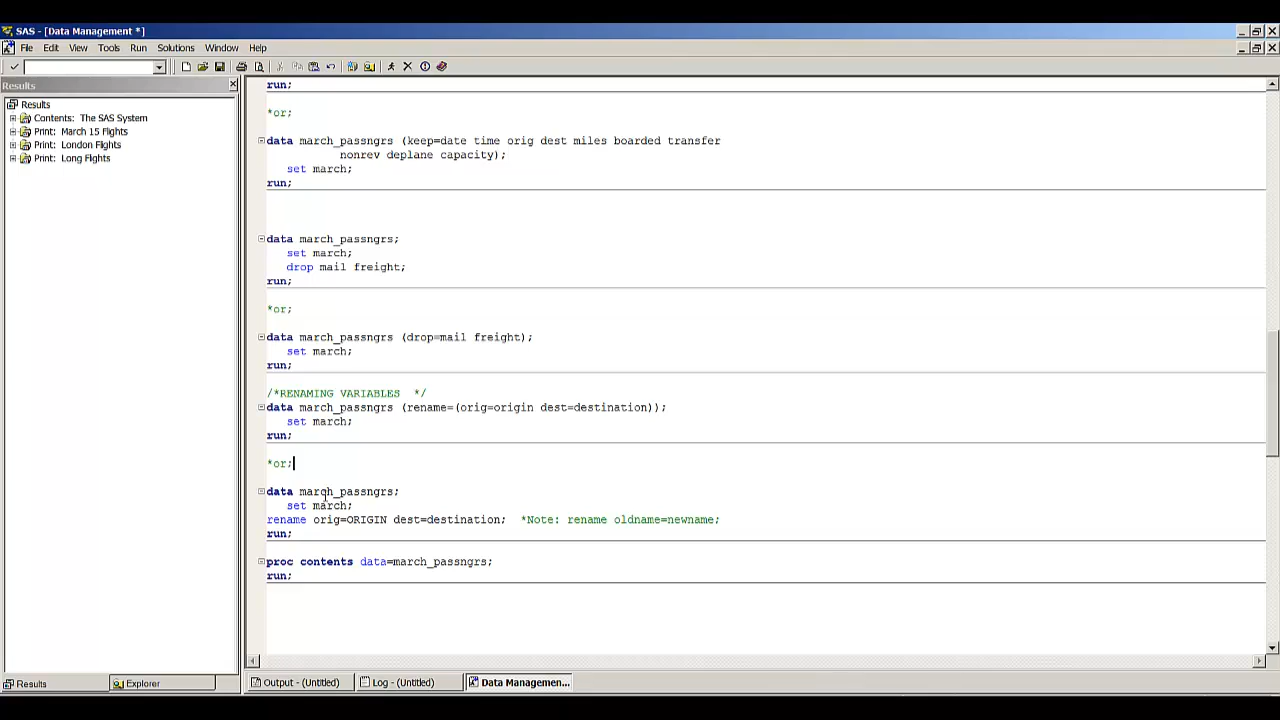 SAS - [Data Management *]
File Edit View Tools Run Solutions Window Help
Results
Results
Contents: The SAS System
Print: March 15 Flights
Print: London Flights
Print: Long Flights
run;
*or;
data march_passngrs (keep=date time orig dest miles boarded transfer
nonrev deplane capacity);
set march;
run;
data march_passngrs;
set march;
drop mail freight;
run;
*or;
data march_passngrs (drop=mail freight);
set march;
run;
/*RENAMING VARIABLES */
data march_passngrs (rename=(orig=origin dest=destination));
set march;
run;
*or;
data march_passngrs;
set march;
rename orig=ORIGIN dest=destination; *Note: rename oldname=newname;
run;
proc contents data=march_passngrs;
run;
Results Explorer
Output - (Untitled) Log - (Untitled) Data Managemen...